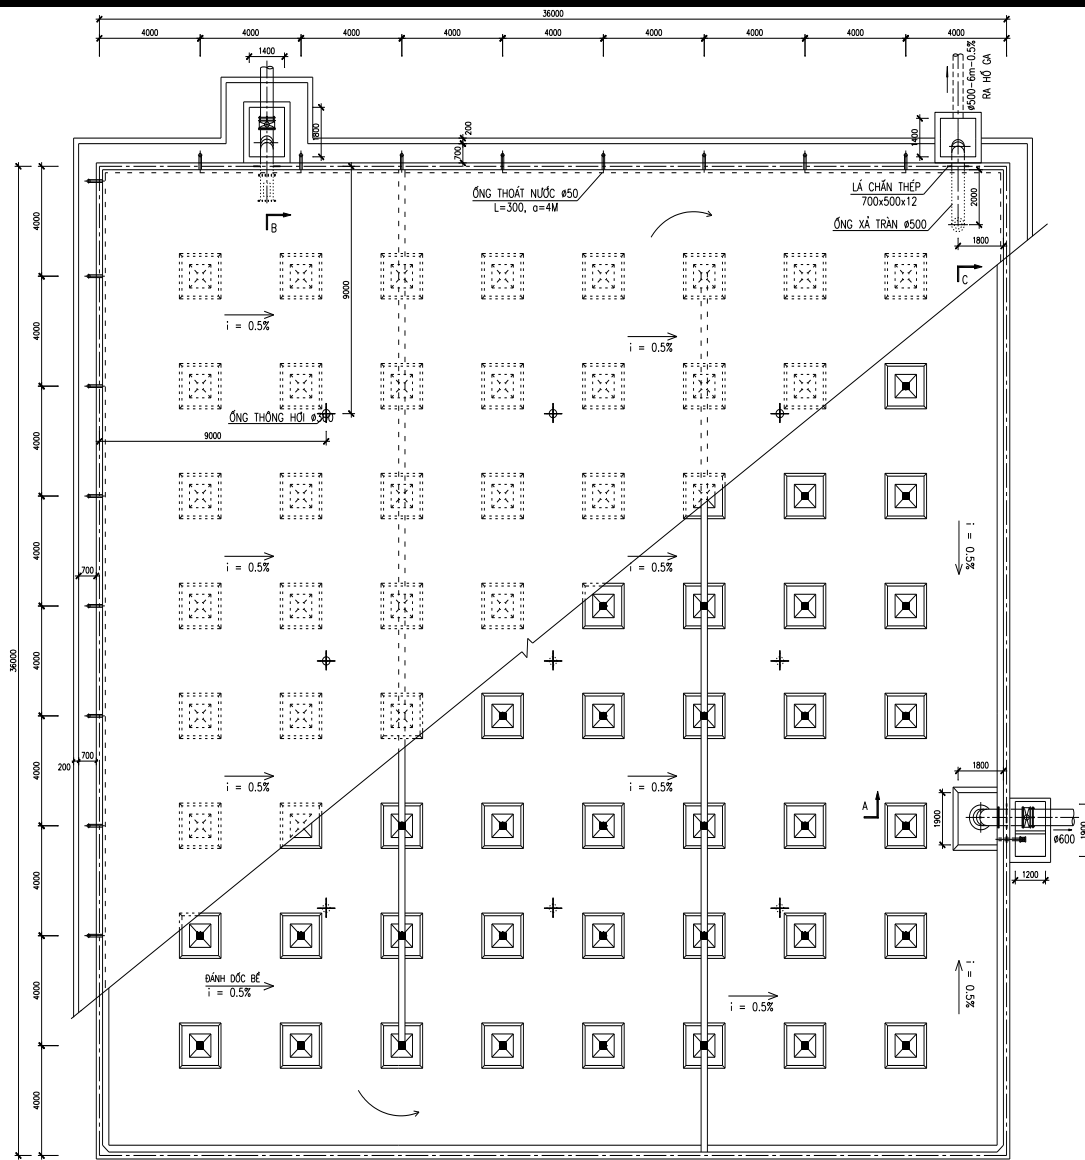 36000
4000 4000 4000 4000 4000 4000 4000 4000 4000
1400
1800
200
700
1400
Ø500-6m-0.5%
RA HỐ GA
ỐNG THOÁT NƯỚC Ø50
L=300, a=4M
LÁ CHẮN THÉP
700x500x12
ỐNG XẢ TRÀN Ø500
2000
1800
B
C
4000
9000
i = 0.5%
i = 0.5%
4000
ỐNG THÔNG HƠI Ø300
9000
4000
4000
i = 0.5%
i = 0.5%
i = 0.5%
700
4000
36000
4000
200
700
4000
i = 0.5%
i = 0.5%
1800
A
1900
Ø600
1900
1200
4000
ĐÁNH DỐC BỂ
i = 0.5%
i = 0.5%
i = 0.5%
4000
4000